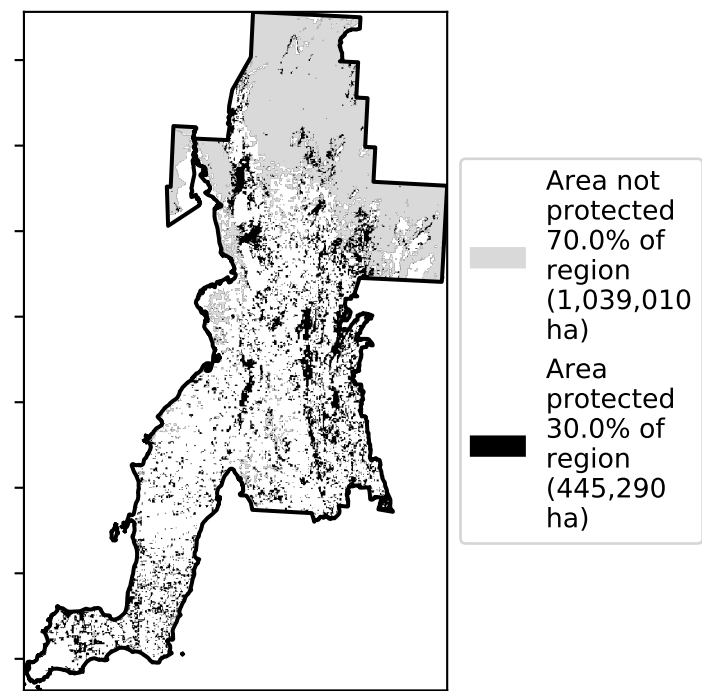 Area not
protected
70.0% of
region
(1,039,010
ha)
Area
protected
30.0% of
region
(445,290
ha)